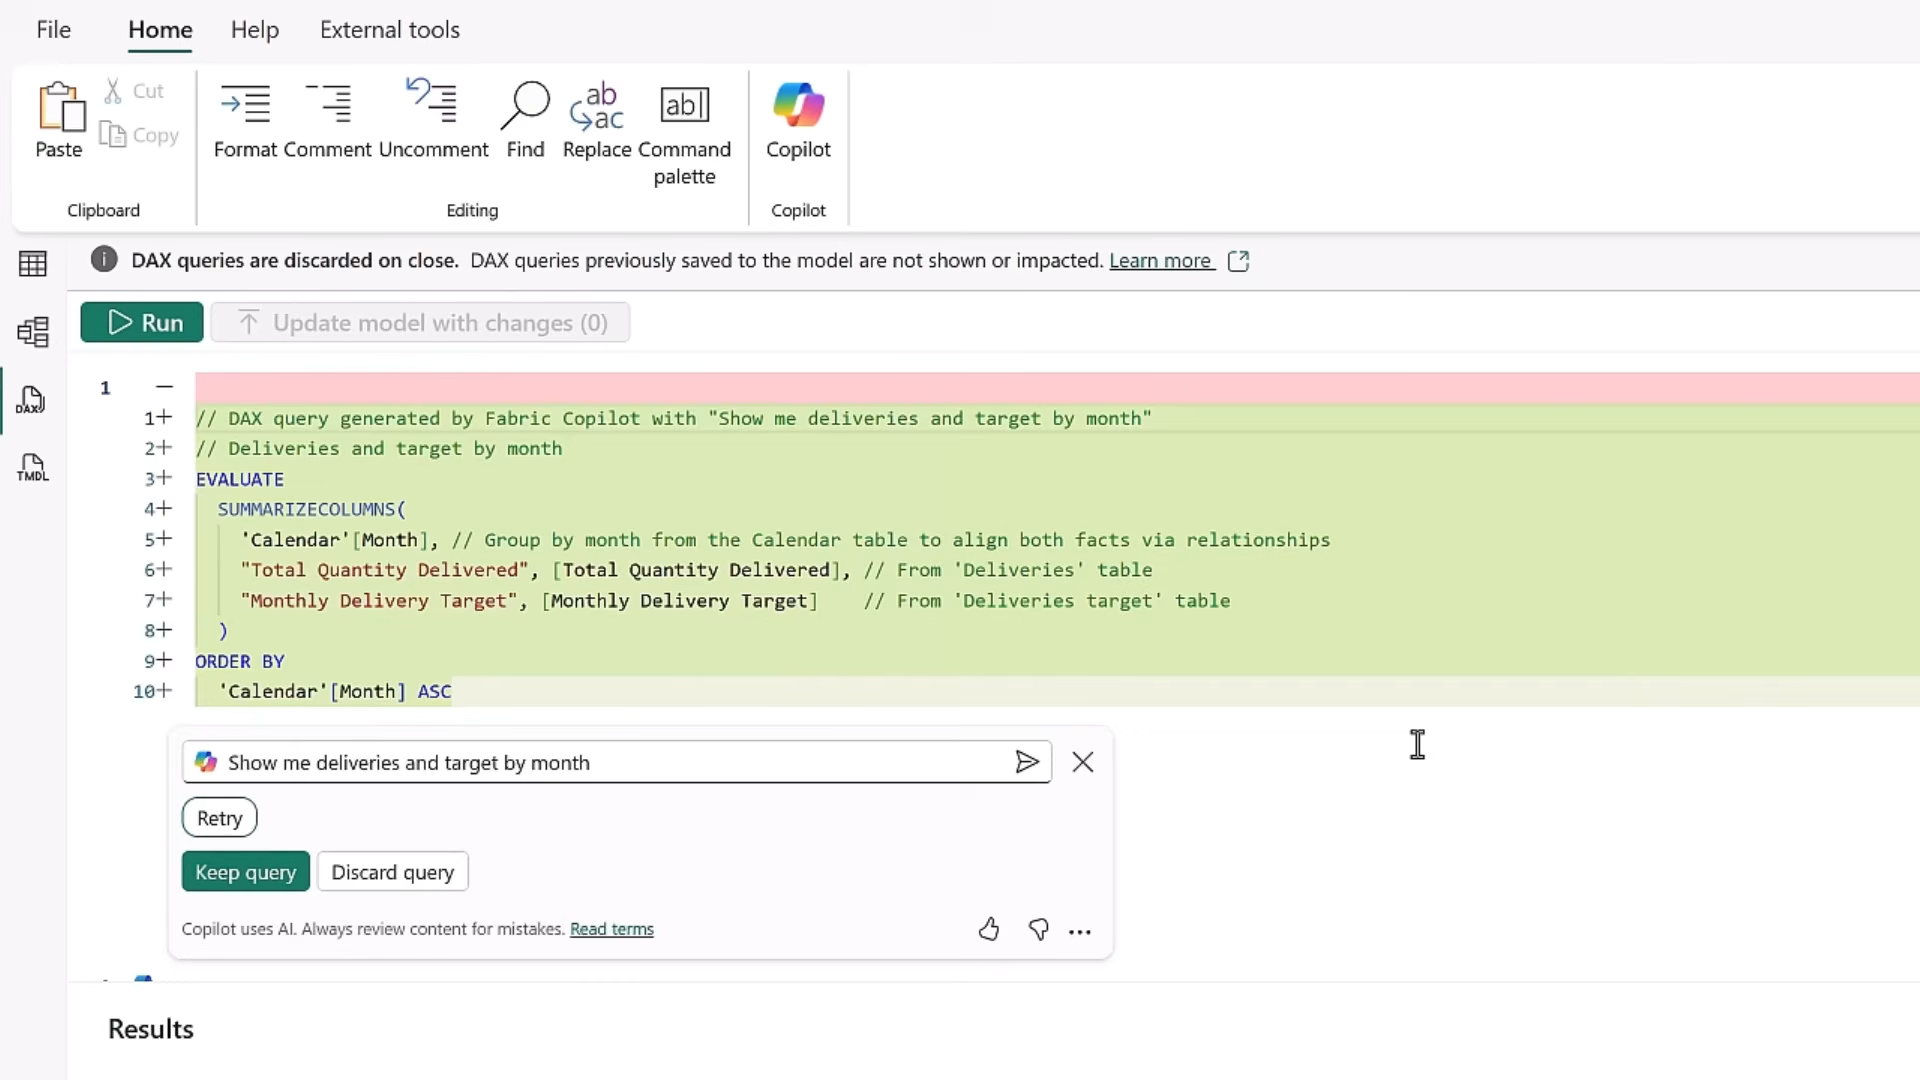 File Home Help External tools
Paste
Cut
Copy
Clipboard
Format Comment Uncomment Find Replace Command palette
ab
ac
ab|
Editing
Copilot
Copilot
DAX queries are discarded on close. DAX queries previously saved to the model are not shown or impacted. Learn more
Run Update model with changes (0)
DAX
TMDL
1 —
1+ // DAX query generated by Fabric Copilot with "Show me deliveries and target by month"
2+ // Deliveries and target by month
3+ EVALUATE
4+ SUMMARIZECOLUMNS(
5+ 'Calendar'[Month], // Group by month from the Calendar table to align both facts via relationships
6+ "Total Quantity Delivered", [Total Quantity Delivered], // From 'Deliveries' table
7+ "Monthly Delivery Target", [Monthly Delivery Target] // From 'Deliveries target' table
8+ )
9+ ORDER BY
10+ 'Calendar'[Month] ASC
Show me deliveries and target by month
Retry
Keep query Discard query
Copilot uses AI. Always review content for mistakes. Read terms
Results